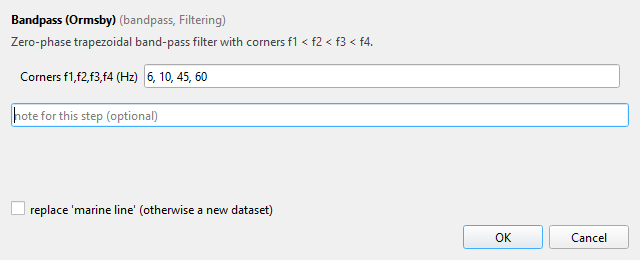 Bandpass (Ormsby) (bandpass, Filtering)
Zero-phase trapezoidal band-pass filter with corners f1 < f2 < f3 < f4.
Corners f1,f2,f3,f4 (Hz) 6, 10, 45, 60
note for this step (optional)
replace 'marine line' (otherwise a new dataset)
OK Cancel